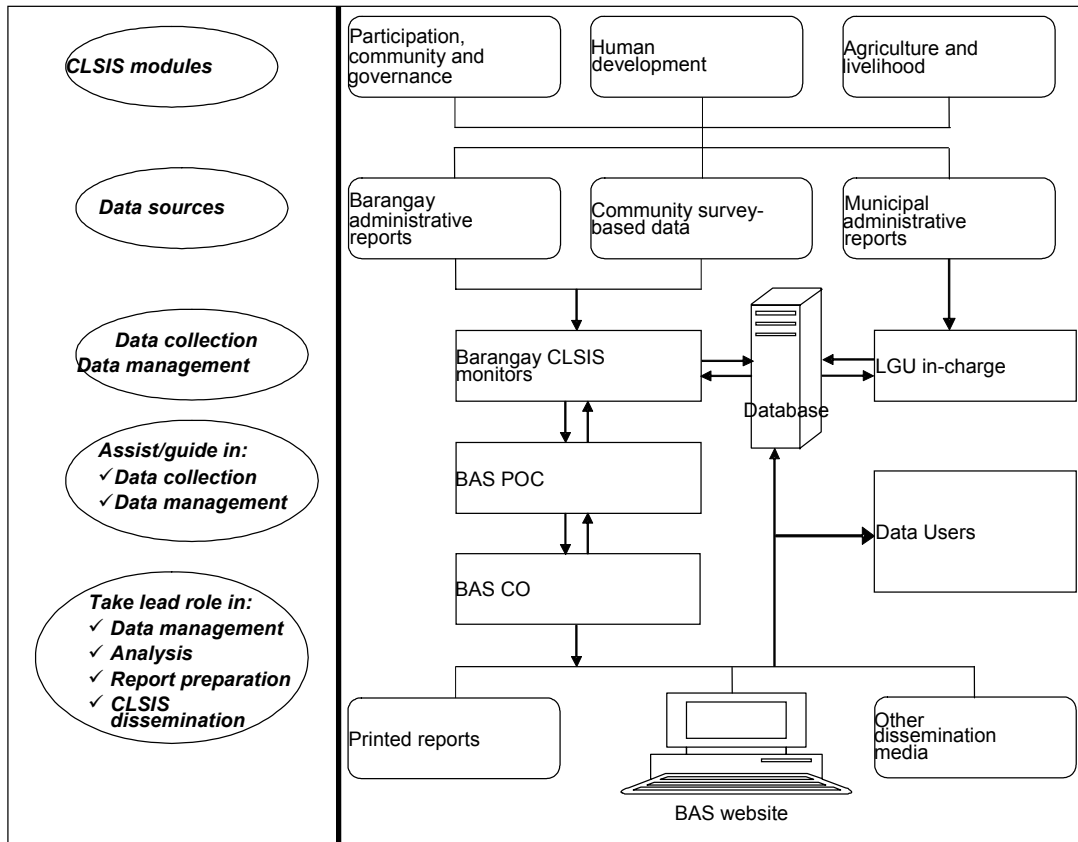 CLSIS modules
Participation,
community and
governance
Human
development
Agriculture and
livelihood
Data sources
Barangay
administrative
reports
Community survey-
based data
Municipal
administrative
reports
Data collection
Data management
Barangay CLSIS
monitors
Database
LGU in-charge
Assist/guide in:
✓ Data collection
✓ Data management
BAS POC
Data Users
Take lead role in:
✓ Data management
✓ Analysis
✓ Report preparation
✓ CLSIS
dissemination
BAS CO
Printed reports
BAS website
Other
dissemination
media